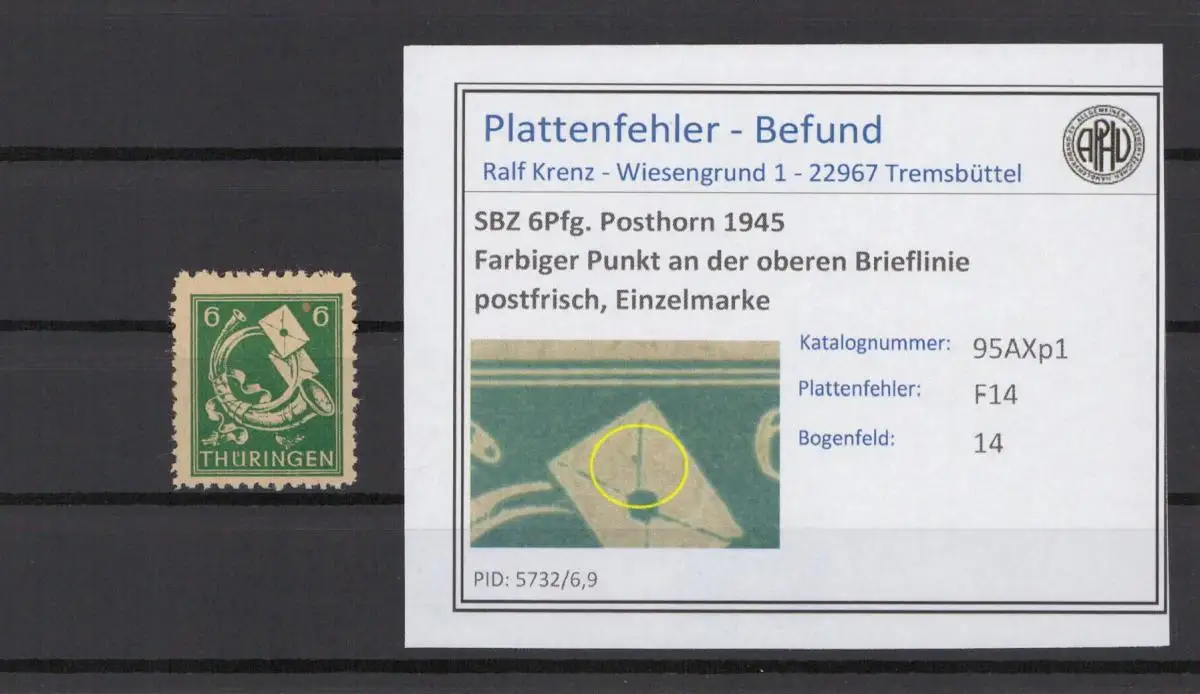 6 6
THÜRINGEN
Plattenfehler - Befund
Ralf Krenz - Wiesengrund 1 - 22967 Tremsbüttel
APHV
SBZ 6Pfg. Posthorn 1945
Farbiger Punkt an der oberen Brieflinie
postfrisch, Einzelmarke
Katalognummer: 95AXp1
Plattenfehler: F14
Bogenfeld: 14
PID: 5732/6,9